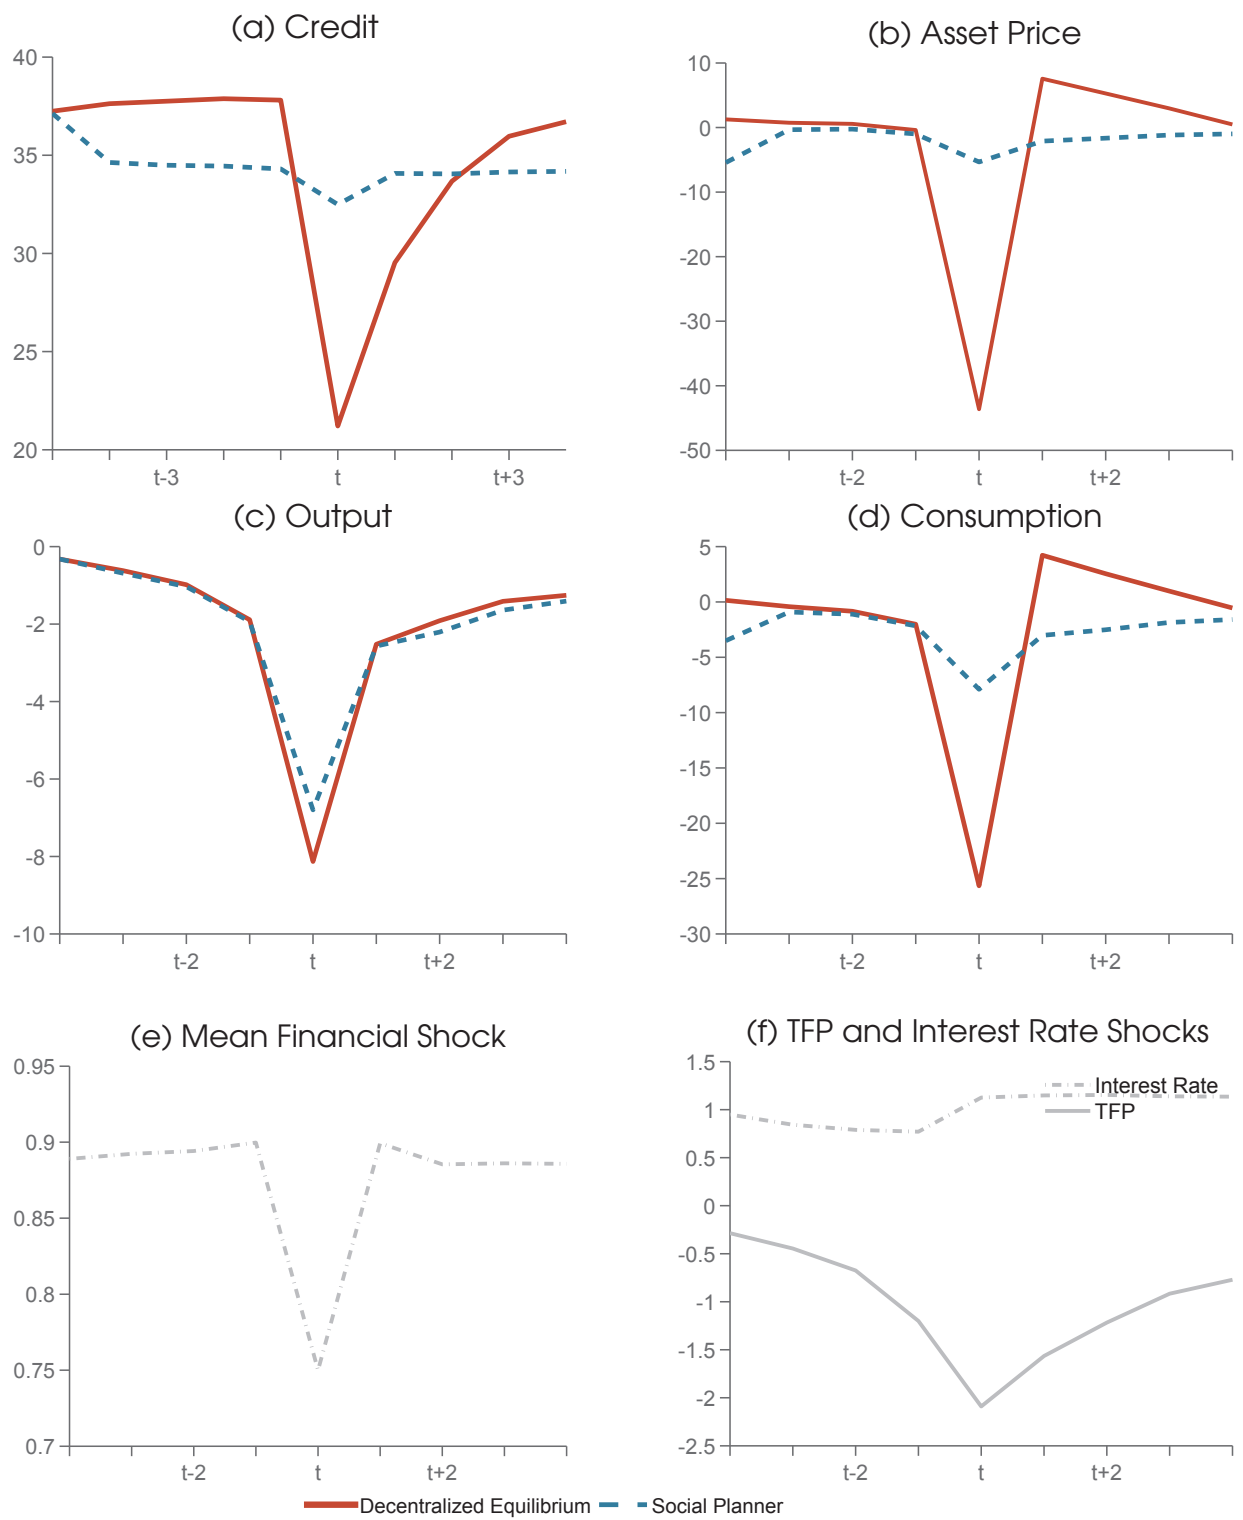 (a) Credit
40
35
30
25
20
t-3
t
t+3
(b) Asset Price
10
0
-10
-20
-30
-40
-50
t-2
t
t+2
(c) Output
0
-2
-4
-6
-8
-10
t-2
t
t+2
(d) Consumption
5
0
-5
-10
-15
-20
-25
-30
t-2
t
t+2
(e) Mean Financial Shock
0.95
0.9
0.85
0.8
0.75
0.7
t-2
t
t+2
(f) TFP and Interest Rate Shocks
1.5
1
0.5
0
-0.5
-1
-1.5
-2
-2.5
Interest Rate
TFP
t-2
t
t+2
Decentralized Equilibrium
Social Planner